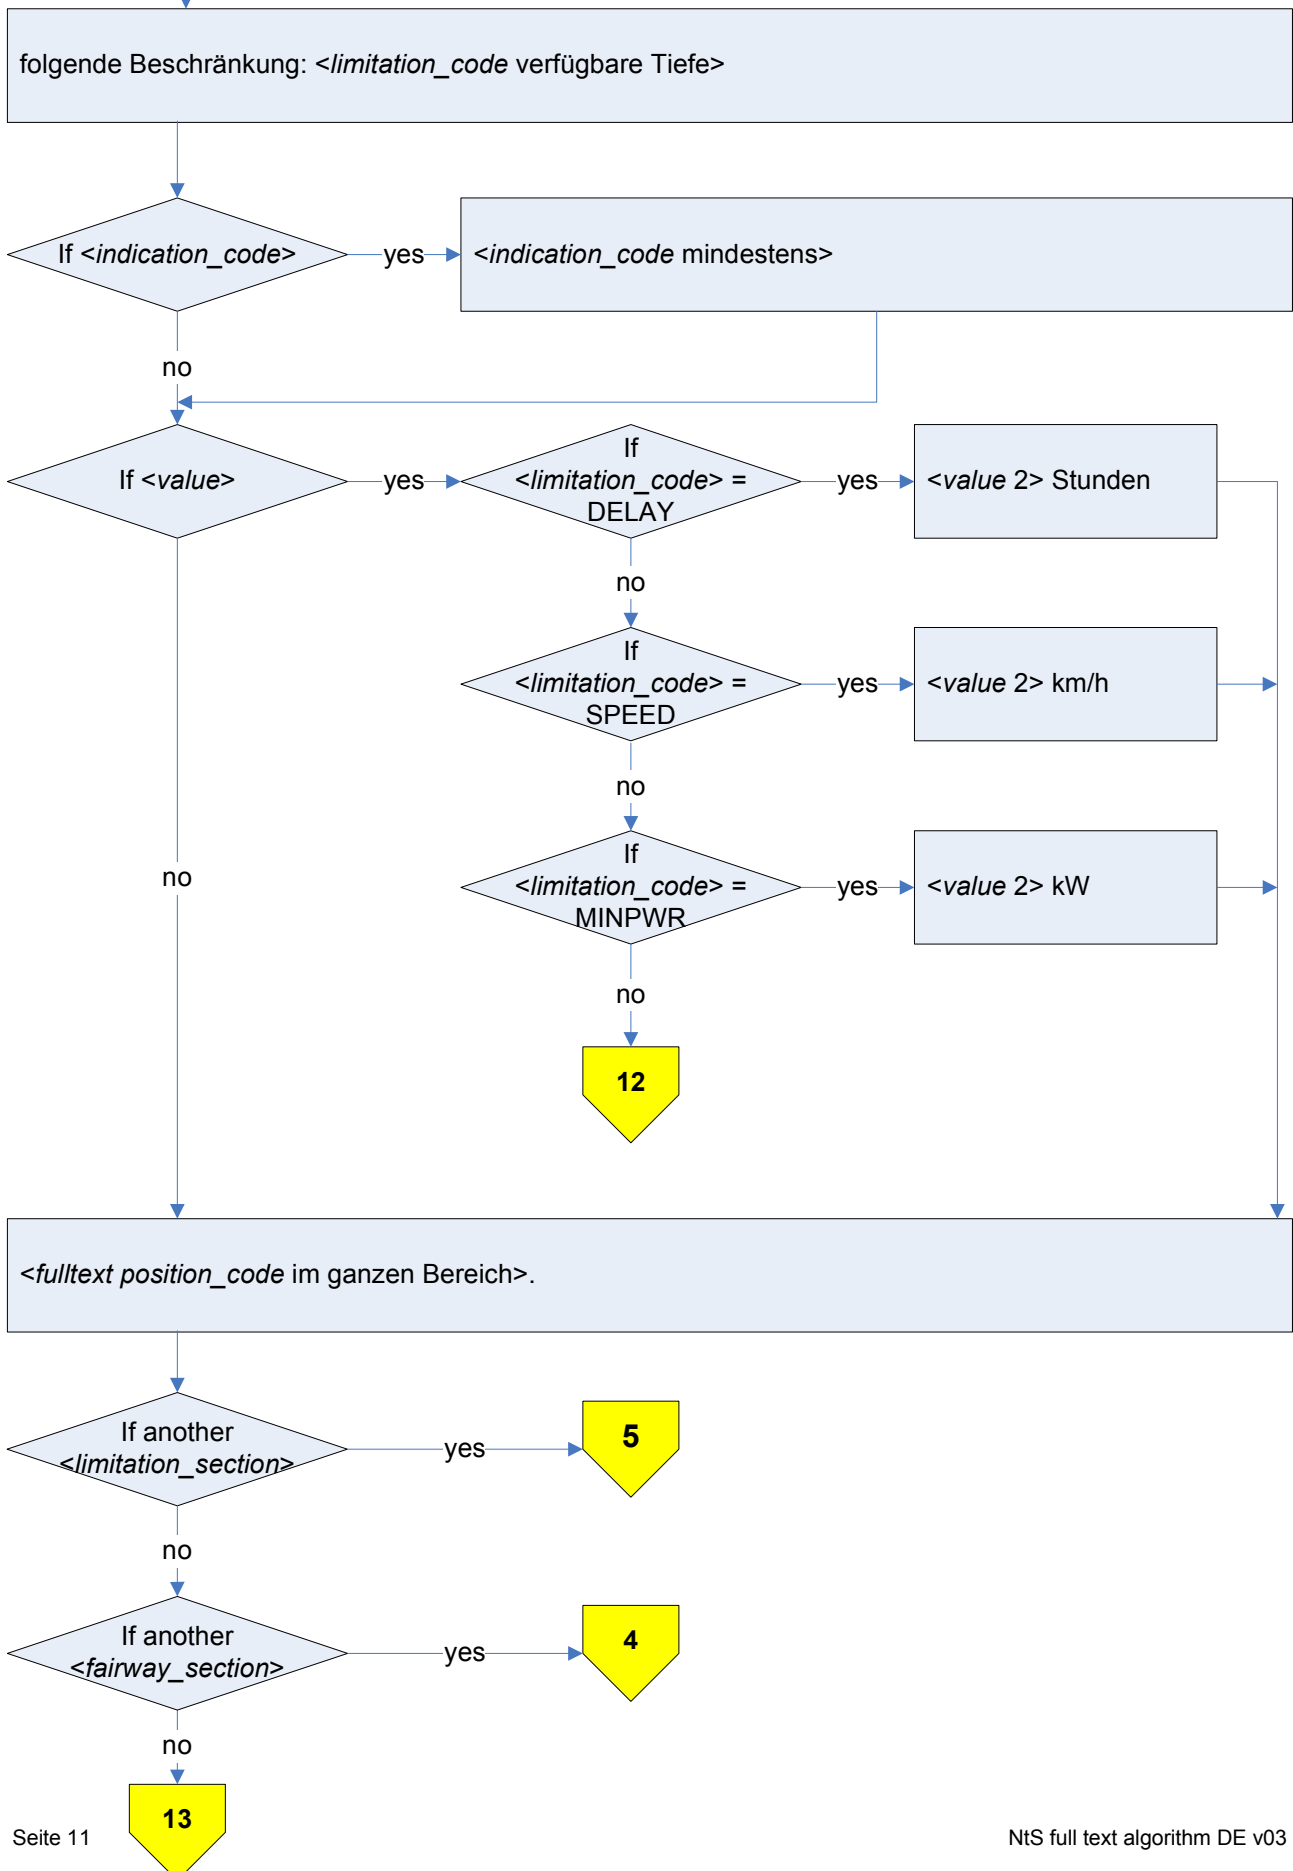 folgende Beschränkung: <limitation_code verfügbare Tiefe>
If <indication_code>
yes
<indication_code mindestens>
no
If <value>
yes
If
<limitation_code> =
DELAY
yes
<value 2> Stunden
no
If
<limitation_code> =
SPEED
yes
<value 2> km/h
no
If
<limitation_code> =
MINPWR
yes
<value 2> kW
no
no
12
<fulltext position_code im ganzen Bereich>.
If another
<limitation_section>
yes
5
no
If another
<fairway_section>
yes
4
no
13
Seite 11
NtS full text algorithm DE v03